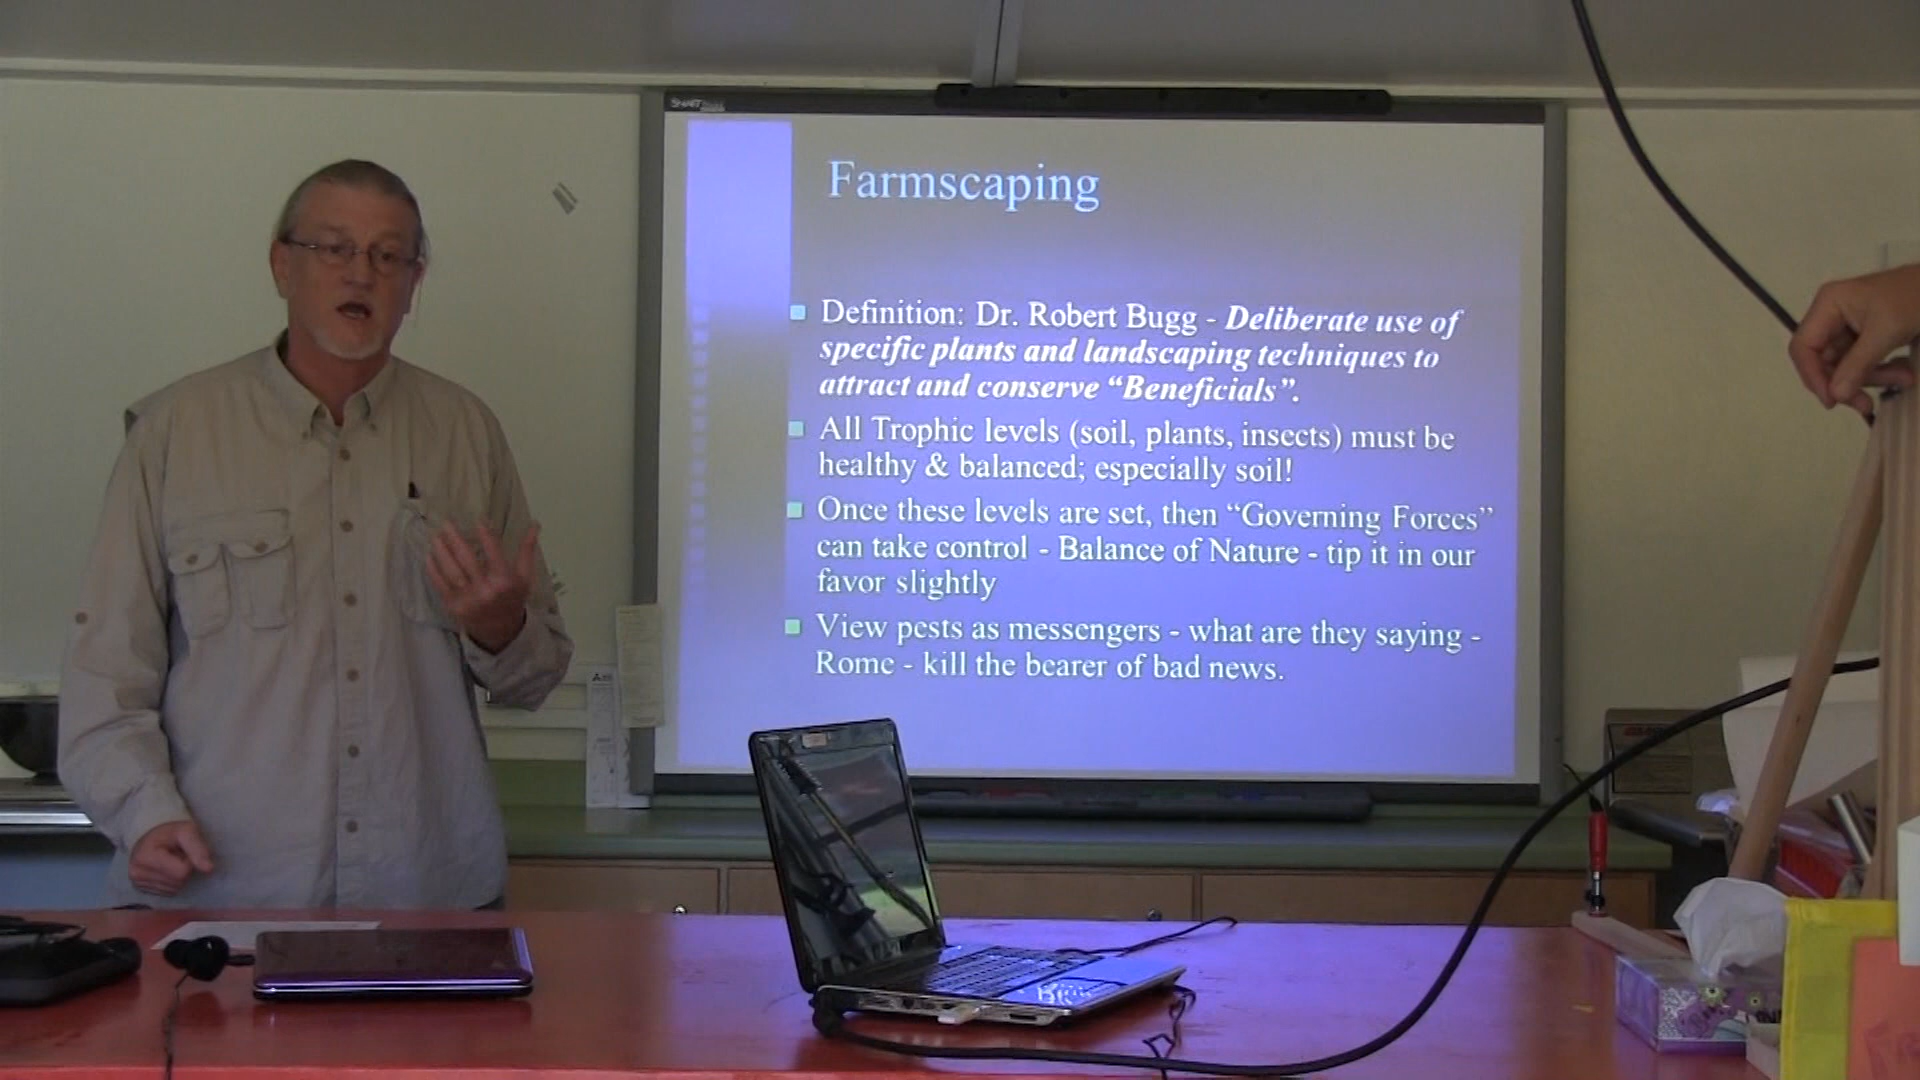 SMART
Farmscaping
Definition: Dr. Robert Bugg - Deliberate use of
specific plants and landscaping techniques to
attract and conserve “Beneficials”.
All Trophic levels (soil, plants, insects) must be
healthy & balanced; especially soil!
Once these levels are set, then “Governing Forces”
can take control - Balance of Nature - tip it in our
favor slightly
View pests as messengers - what are they saying -
Rome - kill the bearer of bad news.